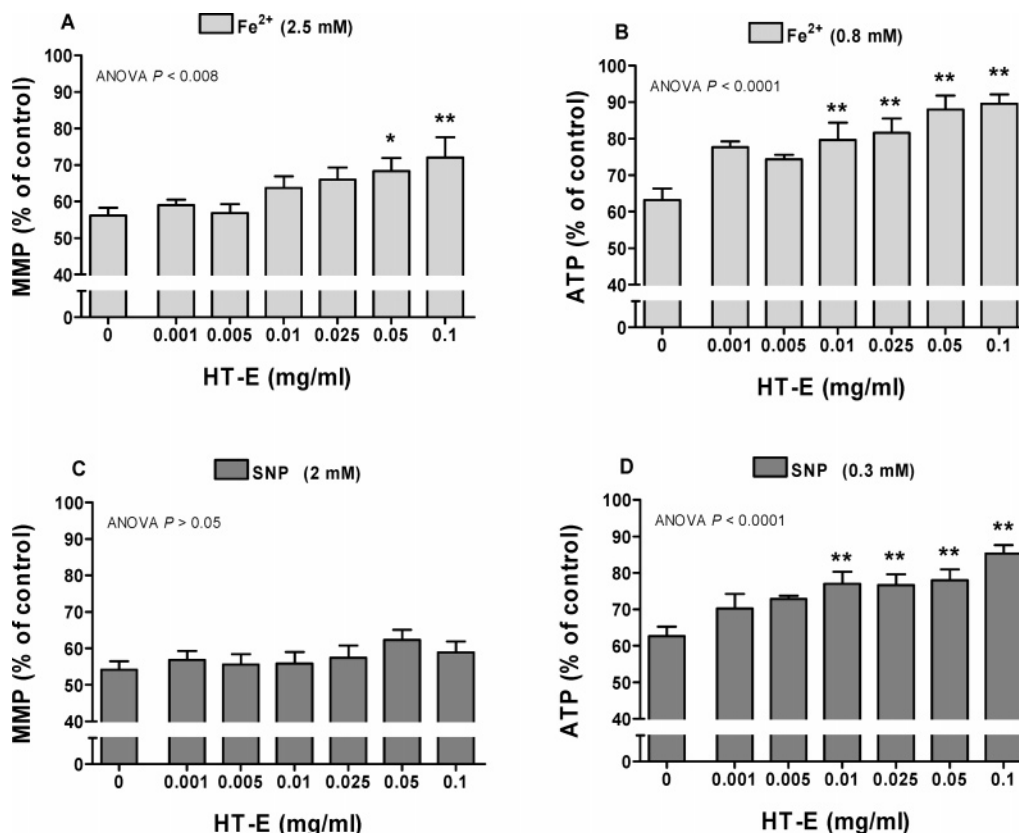 A
Fe²⁺ (2.5 mM)
ANOVA P < 0.008
MMP (% of control)
100
90
80
70
60
50
40
0
*
**
0 0.001 0.005 0.01 0.025 0.05 0.1
HT-E (mg/ml)
B
Fe²⁺ (0.8 mM)
ANOVA P < 0.0001
ATP (% of control)
100
90
80
70
60
50
40
0
** ** ** **
0 0.001 0.005 0.01 0.025 0.05 0.1
HT-E (mg/ml)
C
SNP (2 mM)
ANOVA P > 0.05
MMP (% of control)
100
90
80
70
60
50
40
0
0 0.001 0.005 0.01 0.025 0.05 0.1
HT-E (mg/ml)
D
SNP (0.3 mM)
ANOVA P < 0.0001
ATP (% of control)
100
90
80
70
60
50
40
0
** ** ** **
0 0.001 0.005 0.01 0.025 0.05 0.1
HT-E (mg/ml)